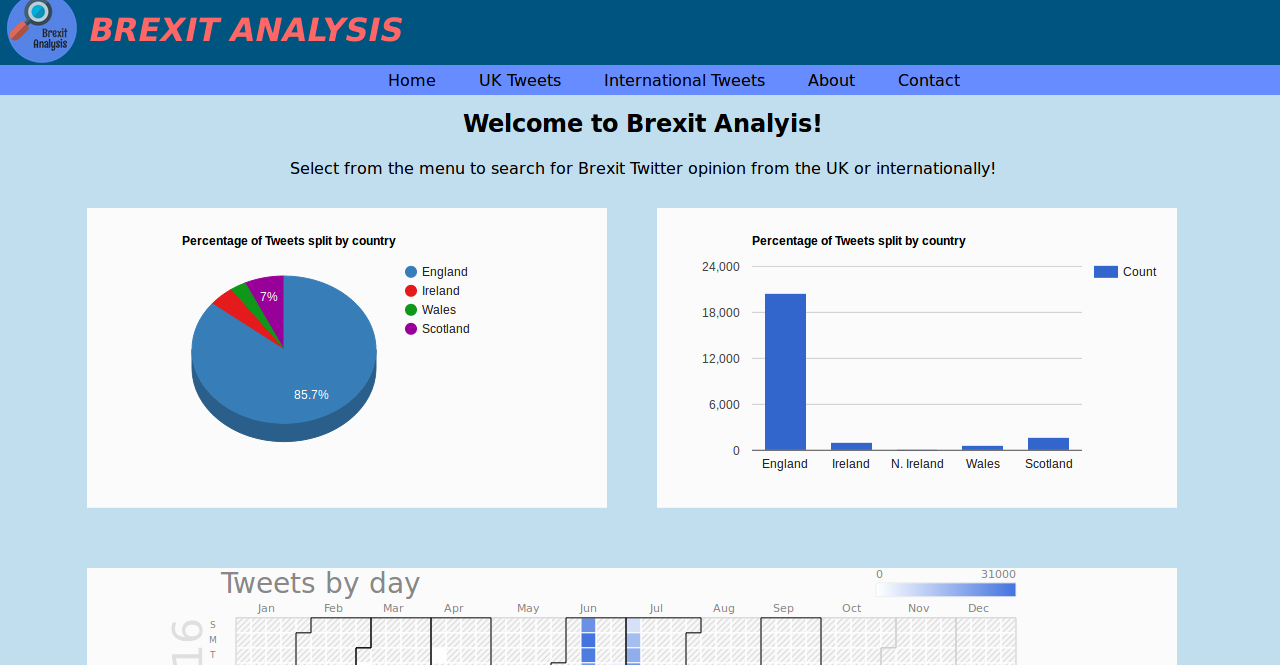 Brexit
Analysis
BREXIT ANALYSIS
Home UK Tweets International Tweets About Contact
Welcome to Brexit Analyis!
Select from the menu to search for Brexit Twitter opinion from the UK or internationally!
Percentage of Tweets split by country
England
Ireland
Wales
Scotland
7%
85.7%
Percentage of Tweets split by country
24,000
18,000
12,000
6,000
0
Count
England Ireland N. Ireland Wales Scotland
Tweets by day
0 31000
Jan Feb Mar Apr May Jun Jul Aug Sep Oct Nov Dec
S
M
T
16